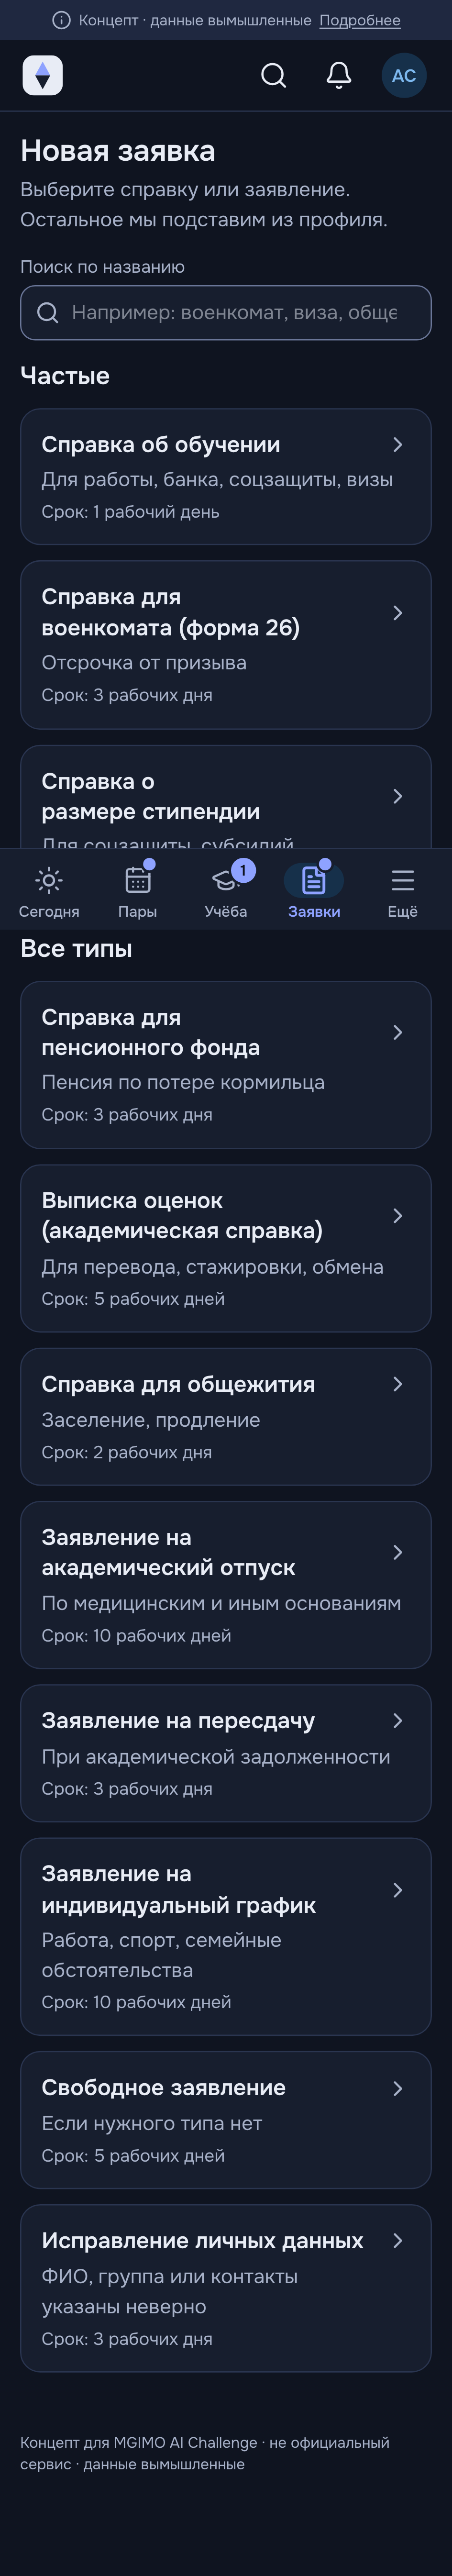 Концепт · данные вымышленные Подробнее
АС
Новая заявка
Выберите справку или заявление.
Остальное мы подставим из профиля.
Поиск по названию
Например: военкомат, виза, обще
Частые
Справка об обучении
Для работы, банка, соцзащиты, визы
Срок: 1 рабочий день
Справка для
военкомата (форма 26)
Отсрочка от призыва
Срок: 3 рабочих дня
Справка о
размере стипендии
Для соцзащиты, субсидий
1
Сегодня Пары Учёба Заявки Ещё
Все типы
Справка для
пенсионного фонда
Пенсия по потере кормильца
Срок: 3 рабочих дня
Выписка оценок
(академическая справка)
Для перевода, стажировки, обмена
Срок: 5 рабочих дней
Справка для общежития
Заселение, продление
Срок: 2 рабочих дня
Заявление на
академический отпуск
По медицинским и иным основаниям
Срок: 10 рабочих дней
Заявление на пересдачу
При академической задолженности
Срок: 3 рабочих дня
Заявление на
индивидуальный график
Работа, спорт, семейные
обстоятельства
Срок: 10 рабочих дней
Свободное заявление
Если нужного типа нет
Срок: 5 рабочих дней
Исправление личных данных
ФИО, группа или контакты
указаны неверно
Срок: 3 рабочих дня
Концепт для MGIMO AI Challenge · не официальный
сервис · данные вымышленные